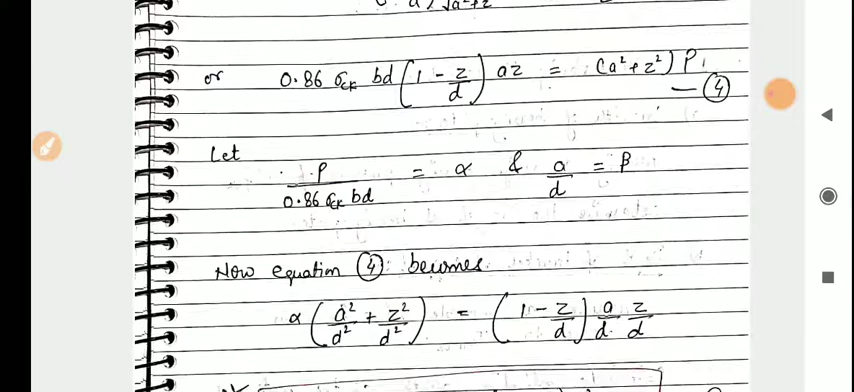 or 0.86 σck bd (1 - z/d) az = (a² + z²) P,
— ④
Let
P / 0.86 σck bd = α & a/d = β
Now equation ④ becomes
α (a²/d² + z²/d²) = (1 - z/d) a/d. z/d